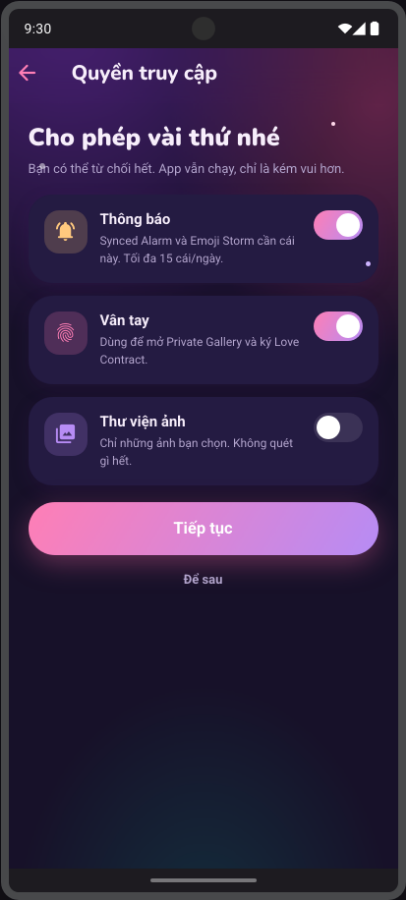 9:30
Quyền truy cập
Cho phép vài thứ nhé
Bạn có thể từ chối hết. App vẫn chạy, chỉ là kém vui hơn.
Thông báo
Synced Alarm và Emoji Storm cần cái
này. Tối đa 15 cái/ngày.
Vân tay
Dùng để mở Private Gallery và ký Love
Contract.
Thư viện ảnh
Chỉ những ảnh bạn chọn. Không quét
gì hết.
Tiếp tục
Để sau